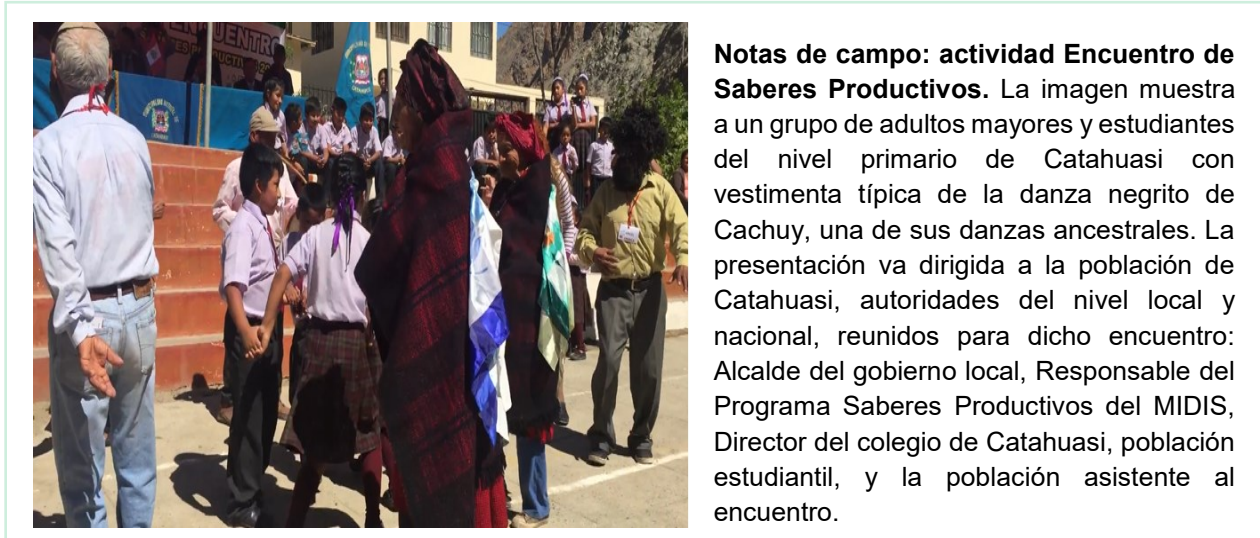 ENCUENTRO
Notas de campo: actividad Encuentro de
Saberes Productivos. La imagen muestra
a un grupo de adultos mayores y estudiantes
del nivel primario de Catahuasi con
vestimenta típica de la danza negrito de
Cachuy, una de sus danzas ancestrales. La
presentación va dirigida a la población de
Catahuasi, autoridades del nivel local y
nacional, reunidos para dicho encuentro:
Alcalde del gobierno local, Responsable del
Programa Saberes Productivos del MIDIS,
Director del colegio de Catahuasi, población
estudiantil, y la población asistente al
encuentro.